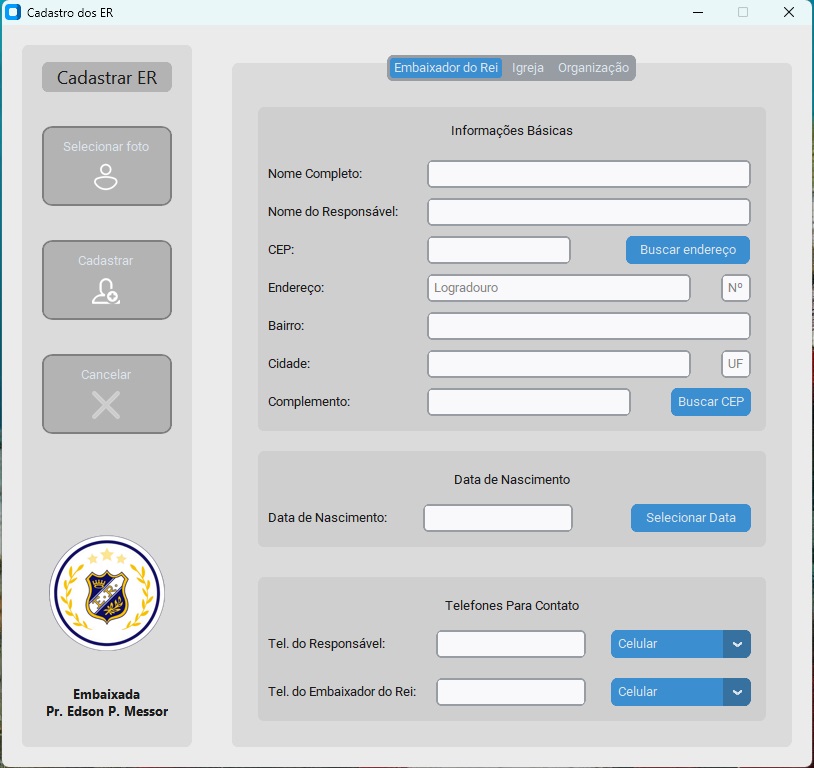 Cadastro dos ER
Cadastrar ER
Selecionar foto
Cadastrar
Cancelar
Embaixada
Pr. Edson P. Messor
Embaixador do Rei Igreja Organização
Informações Básicas
Nome Completo:
Nome do Responsável:
CEP: Buscar endereço
Endereço: Logradouro Nº
Bairro:
Cidade: UF
Complemento: Buscar CEP
Data de Nascimento
Data de Nascimento: Selecionar Data
Telefones Para Contato
Tel. do Responsável: Celular
Tel. do Embaixador do Rei: Celular